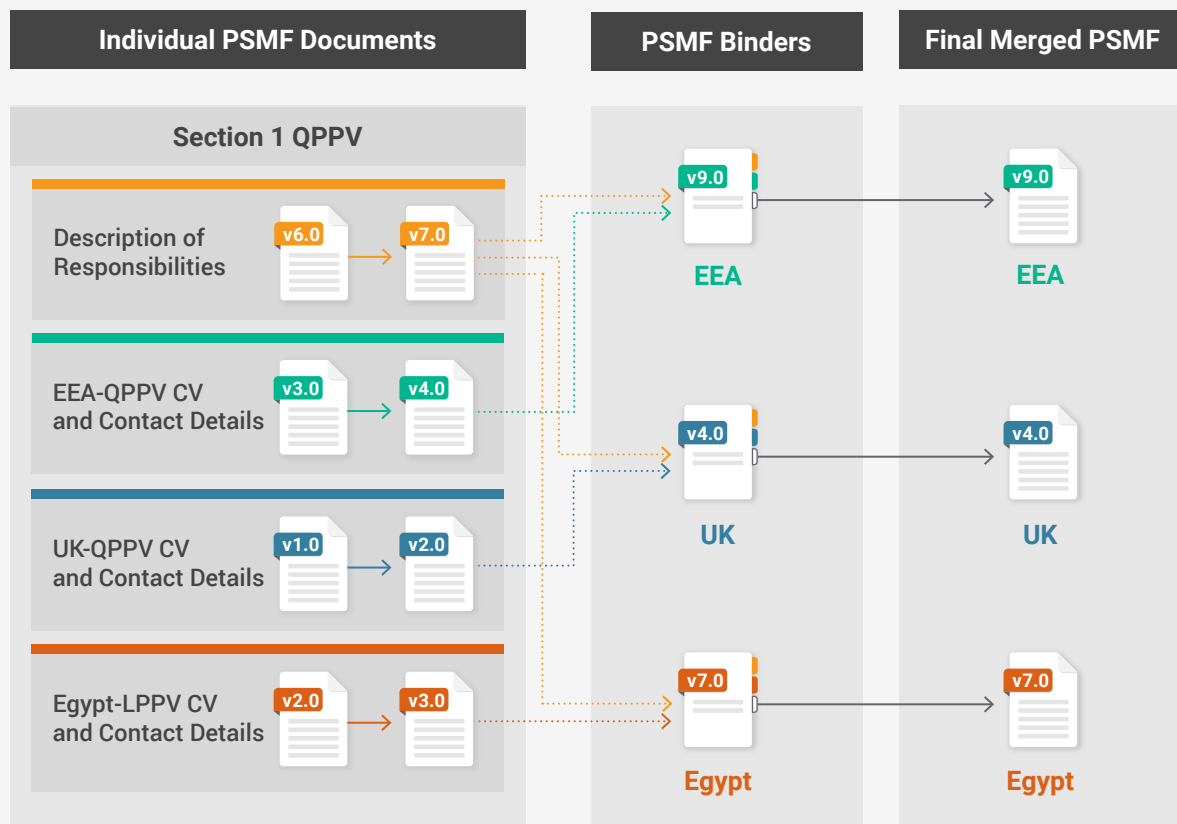 Individual PSMF Documents
PSMF Binders
Final Merged PSMF
Section 1 QPPV
Description of
Responsibilities
v6.0
v7.0
EEA-QPPV CV
and Contact Details
v3.0
v4.0
UK-QPPV CV
and Contact Details
v1.0
v2.0
Egypt-LPPV CV
and Contact Details
v2.0
v3.0
v9.0
EEA
v4.0
UK
v7.0
Egypt
v9.0
EEA
v4.0
UK
v7.0
Egypt